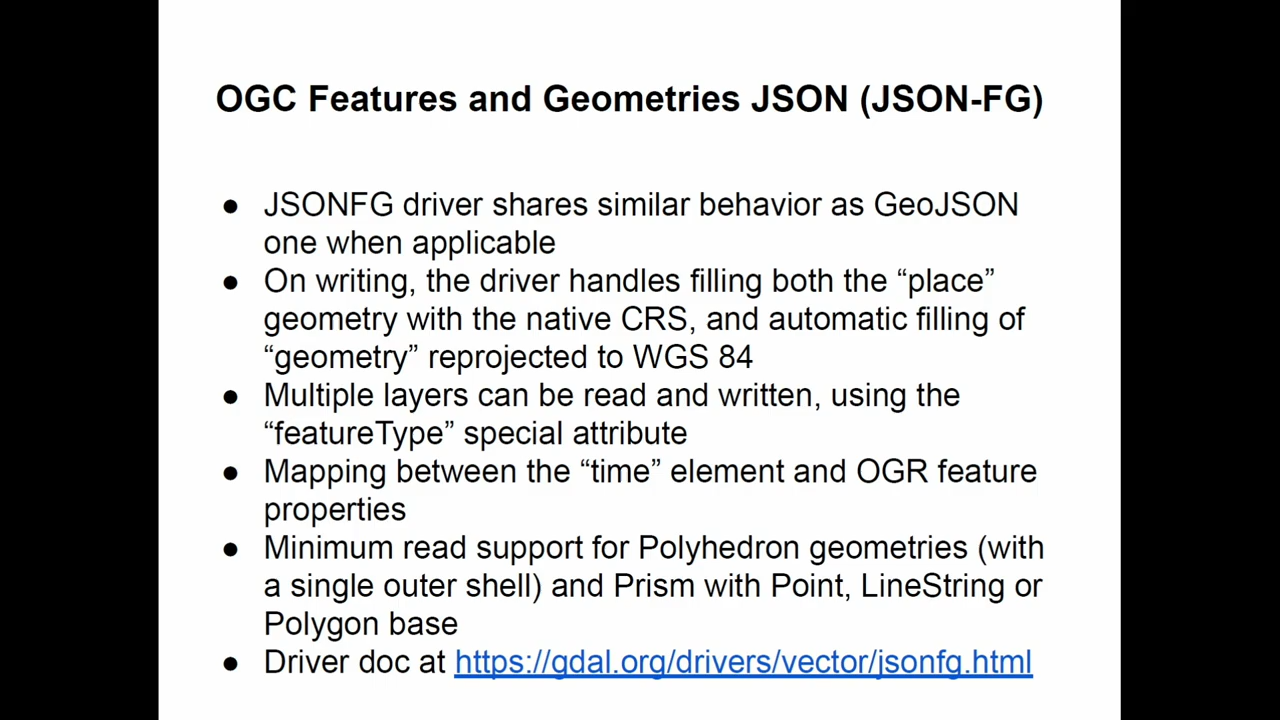 OGC Features and Geometries JSON (JSON-FG)
● JSONFG driver shares similar behavior as GeoJSON
one when applicable
● On writing, the driver handles filling both the “place”
geometry with the native CRS, and automatic filling of
“geometry” reprojected to WGS 84
● Multiple layers can be read and written, using the
“featureType” special attribute
● Mapping between the “time” element and OGR feature
properties
● Minimum read support for Polyhedron geometries (with
a single outer shell) and Prism with Point, LineString or
Polygon base
● Driver doc at https://gdal.org/drivers/vector/jsonfg.html